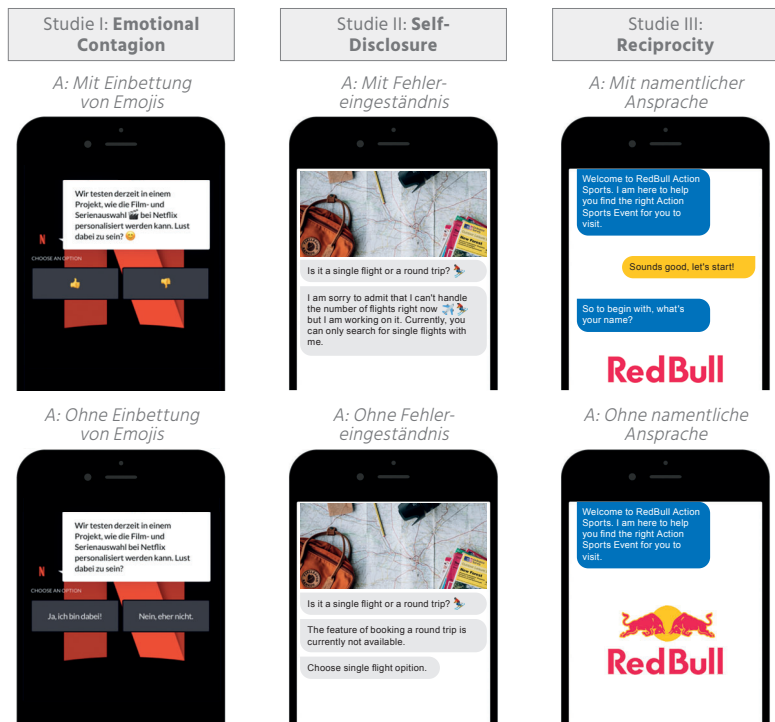 Studie I: Emotional
Contagion
A: Mit Einbettung
von Emojis
Wir testen derzeit in einem
Projekt, wie die Film- und
Serienauswahl 🎬 bei Netflix
personalisiert werden kann. Lust
dabei zu sein? 😊
N
CHOOSE AN OPTION
👍
👎
A: Ohne Einbettung
von Emojis
Wir testen derzeit in einem
Projekt, wie die Film- und
Serienauswahl bei Netflix
personalisiert werden kann. Lust
dabei zu sein?
N
CHOOSE AN OPTION
Ja, ich bin dabei!
Nein, eher nicht.
Studie II: Self-
Disclosure
A: Mit Fehler-
eingeständnis
Is it a single flight or a round trip?
I am sorry to admit that I can't handle
the number of flights right now
but I am working on it. Currently, you
can only search for single flights with
me.
A: Ohne Fehler-
eingeständnis
Is it a single flight or a round trip?
The feature of booking a round trip is
currently not available.
Choose single flight opition.
Studie III:
Reciprocity
A: Mit namentlicher
Ansprache
Welcome to RedBull Action
Sports. I am here to help
you find the right Action
Sports Event for you to
visit.
Sounds good, let's start!
So to begin with, what's
your name?
RedBull
A: Ohne namentliche
Ansprache
Welcome to RedBull Action
Sports. I am here to help
you find the right Action
Sports Event for you to
visit.
RedBull